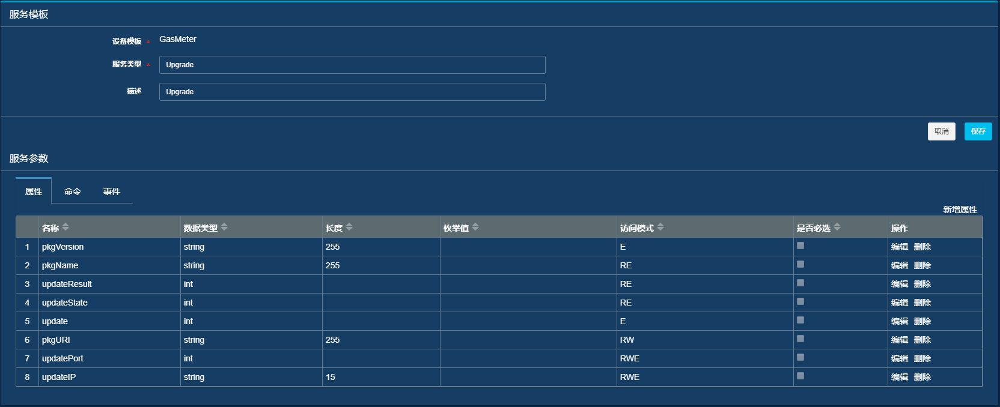 服务模板
设备模板 * GasMeter
服务类型 * Upgrade
描述 Upgrade
取消 保存
服务参数
属性 命令 事件
新增属性
名称 数据类型 长度 枚举值 访问模式 是否必选 操作
1 pkgVersion string 255 E 编辑 删除
2 pkgName string 255 RE 编辑 删除
3 updateResult int RE 编辑 删除
4 updateState int RE 编辑 删除
5 update int E 编辑 删除
6 pkgURI string 255 RW 编辑 删除
7 updatePort int RWE 编辑 删除
8 updateIP string 15 RWE 编辑 删除